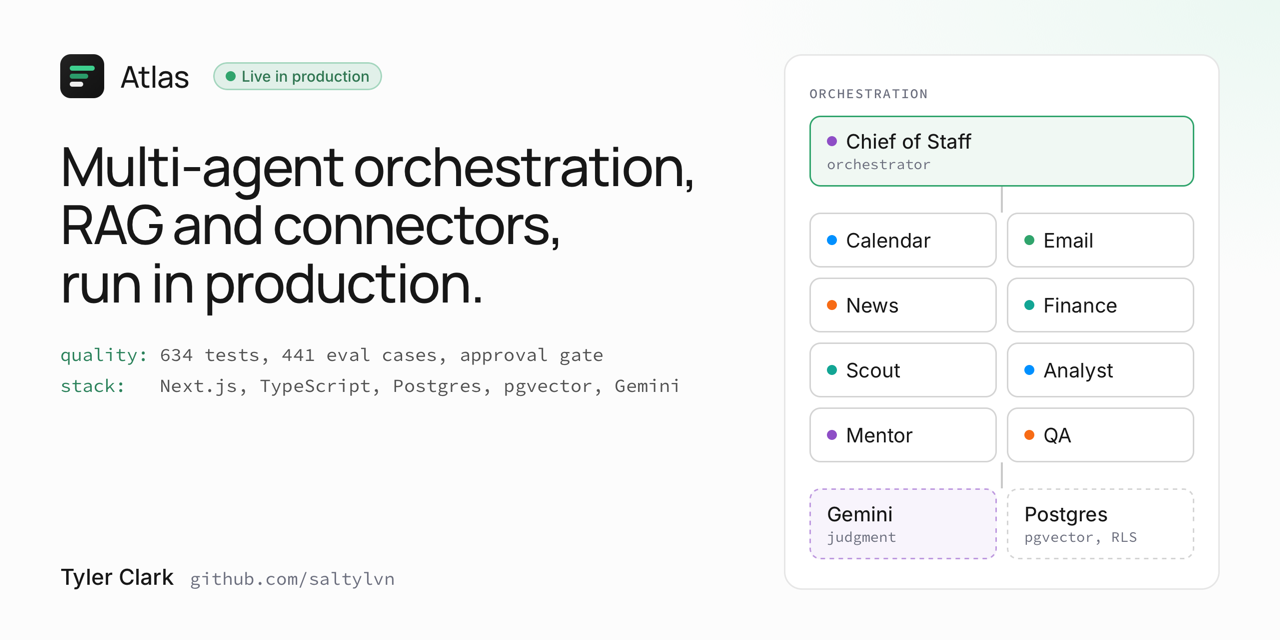 Atlas
Live in production
Multi-agent orchestration,
RAG and connectors,
run in production.
quality: 634 tests, 441 eval cases, approval gate
stack: Next.js, TypeScript, Postgres, pgvector, Gemini
Tyler Clark github.com/saltylvn
ORCHESTRATION
Chief of Staff
orchestrator
Calendar
Email
News
Finance
Scout
Analyst
Mentor
QA
Gemini
judgment
Postgres
pgvector, RLS